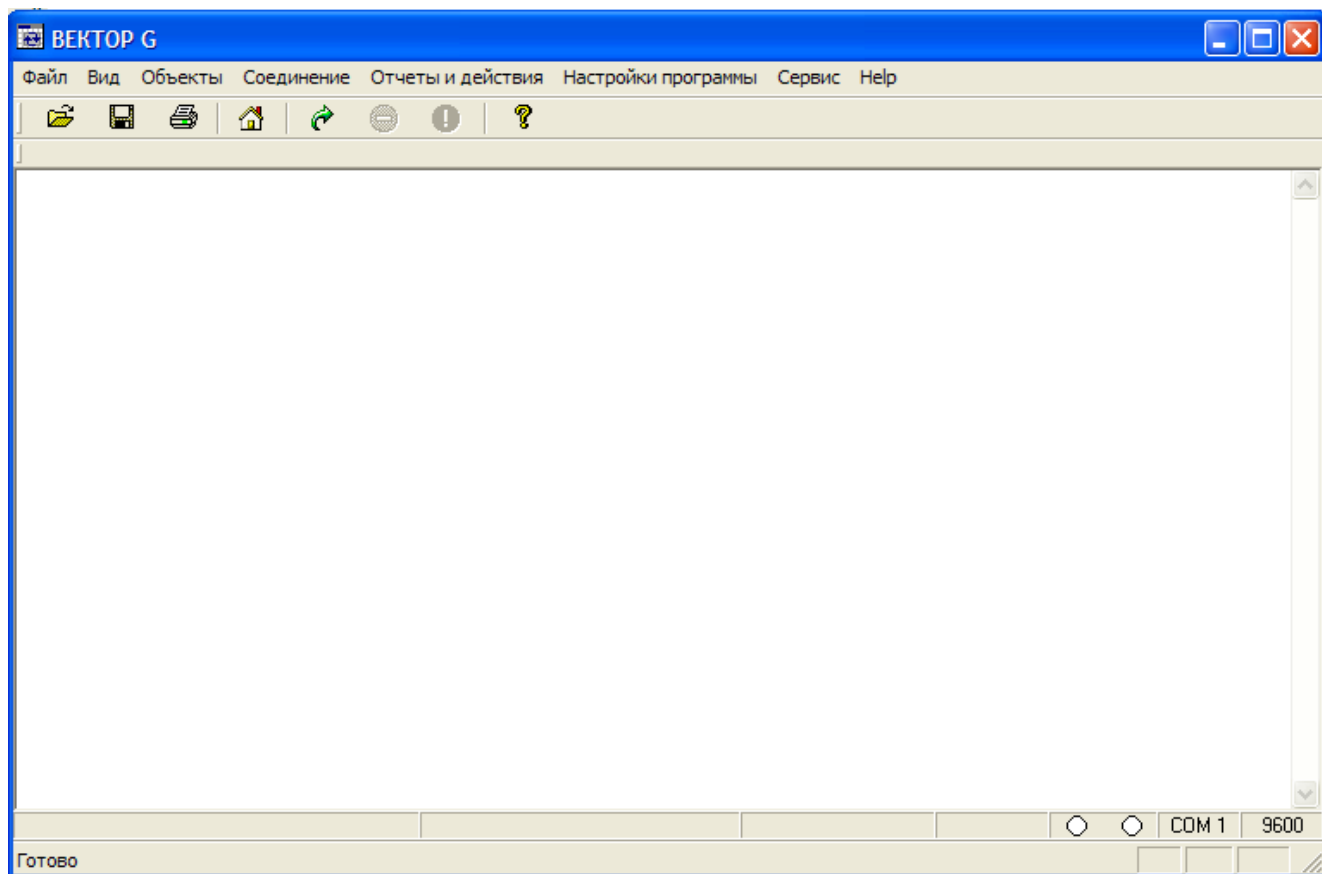 ВЕКТОР G
Файл Вид Объекты Соединение Отчеты и действия Настройки программы Сервис Help
COM 1 9600
Готово